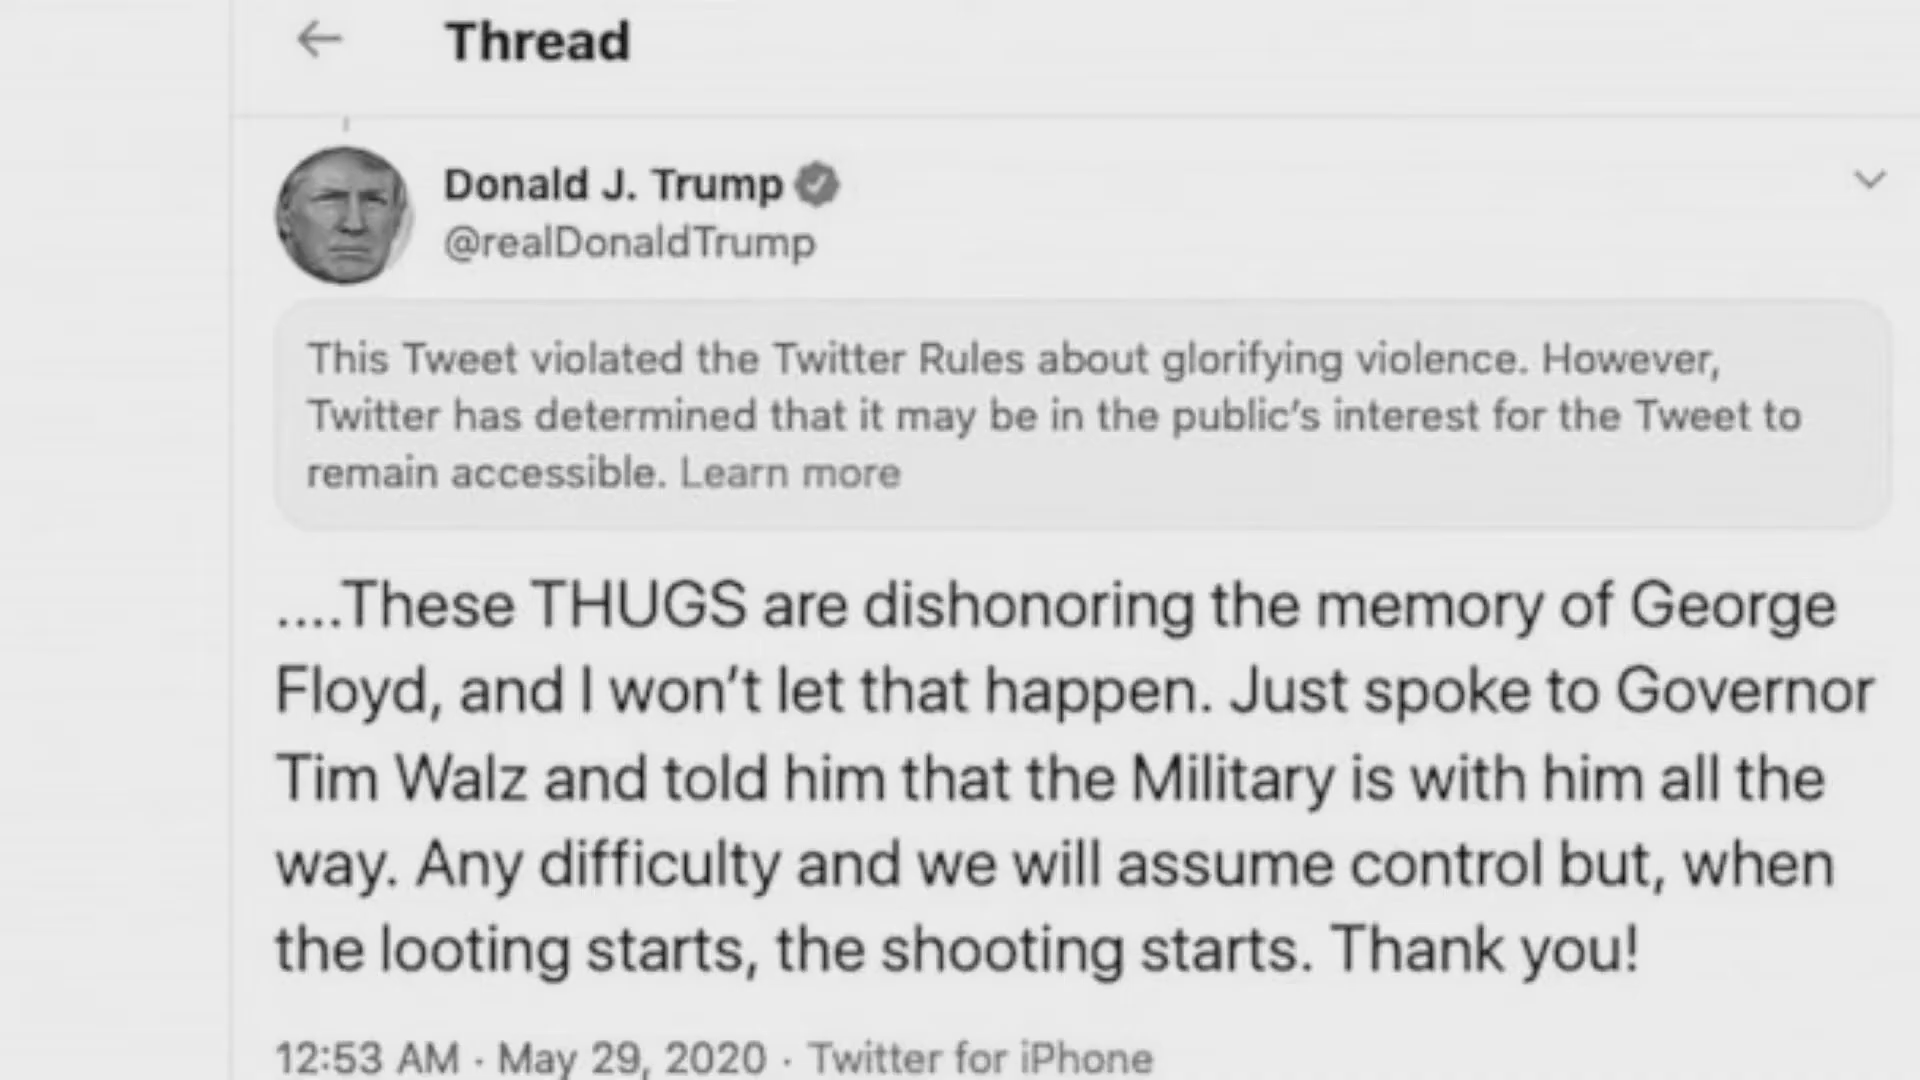 Thread
Donald J. Trump
@realDonaldTrump
This Tweet violated the Twitter Rules about glorifying violence. However,
Twitter has determined that it may be in the public’s interest for the Tweet to
remain accessible. Learn more
....These THUGS are dishonoring the memory of George
Floyd, and I won’t let that happen. Just spoke to Governor
Tim Walz and told him that the Military is with him all the
way. Any difficulty and we will assume control but, when
the looting starts, the shooting starts. Thank you!
12:53 AM · May 29, 2020 · Twitter for iPhone